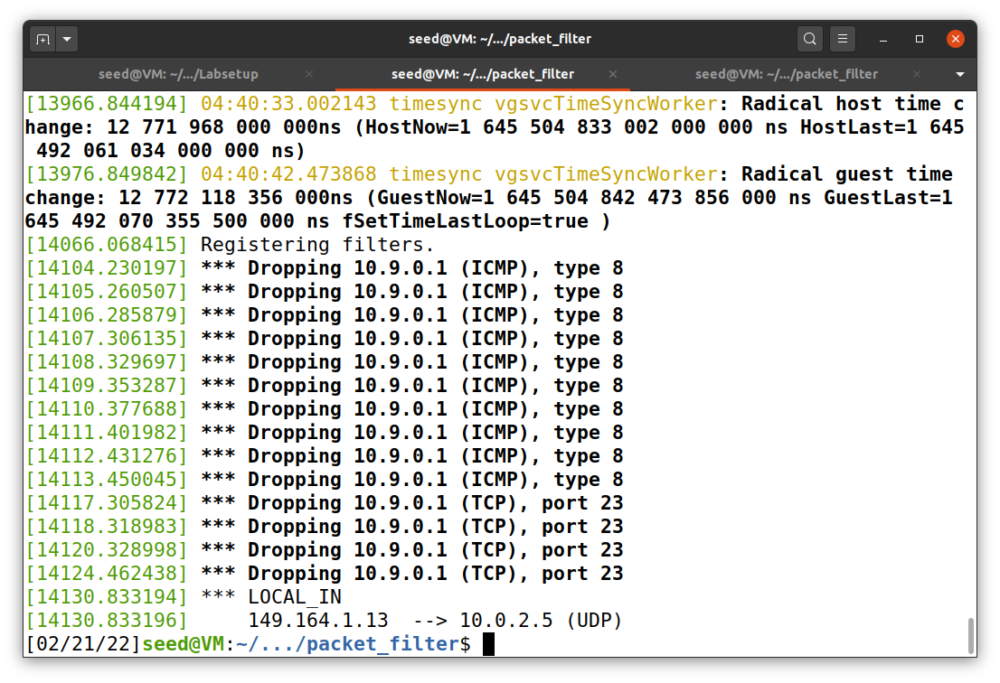 seed@VM: ~/.../packet_filter
seed@VM: ~/.../Labsetup
seed@VM: ~/.../packet_filter
seed@VM: ~/.../packet_filter
[13966.844194] 04:40:33.002143 timesync vgsvcTimeSyncWorker: Radical host time c
hange: 12 771 968 000 000ns (HostNow=1 645 504 833 002 000 000 ns HostLast=1 645
 492 061 034 000 000 ns)
[13976.849842] 04:40:42.473868 timesync vgsvcTimeSyncWorker: Radical guest time
change: 12 772 118 356 000ns (GuestNow=1 645 504 842 473 856 000 ns GuestLast=1
645 492 070 355 500 000 ns fSetTimeLastLoop=true )
[14066.068415] Registering filters.
[14104.230197] *** Dropping 10.9.0.1 (ICMP), type 8
[14105.260507] *** Dropping 10.9.0.1 (ICMP), type 8
[14106.285879] *** Dropping 10.9.0.1 (ICMP), type 8
[14107.306135] *** Dropping 10.9.0.1 (ICMP), type 8
[14108.329697] *** Dropping 10.9.0.1 (ICMP), type 8
[14109.353287] *** Dropping 10.9.0.1 (ICMP), type 8
[14110.377688] *** Dropping 10.9.0.1 (ICMP), type 8
[14111.401982] *** Dropping 10.9.0.1 (ICMP), type 8
[14112.431276] *** Dropping 10.9.0.1 (ICMP), type 8
[14113.450045] *** Dropping 10.9.0.1 (ICMP), type 8
[14117.305824] *** Dropping 10.9.0.1 (TCP), port 23
[14118.318983] *** Dropping 10.9.0.1 (TCP), port 23
[14120.328998] *** Dropping 10.9.0.1 (TCP), port 23
[14124.462438] *** Dropping 10.9.0.1 (TCP), port 23
[14130.833194] *** LOCAL_IN
[14130.833196]     149.164.1.13  --> 10.0.2.5 (UDP)
[02/21/22]seed@VM:~/.../packet_filter$